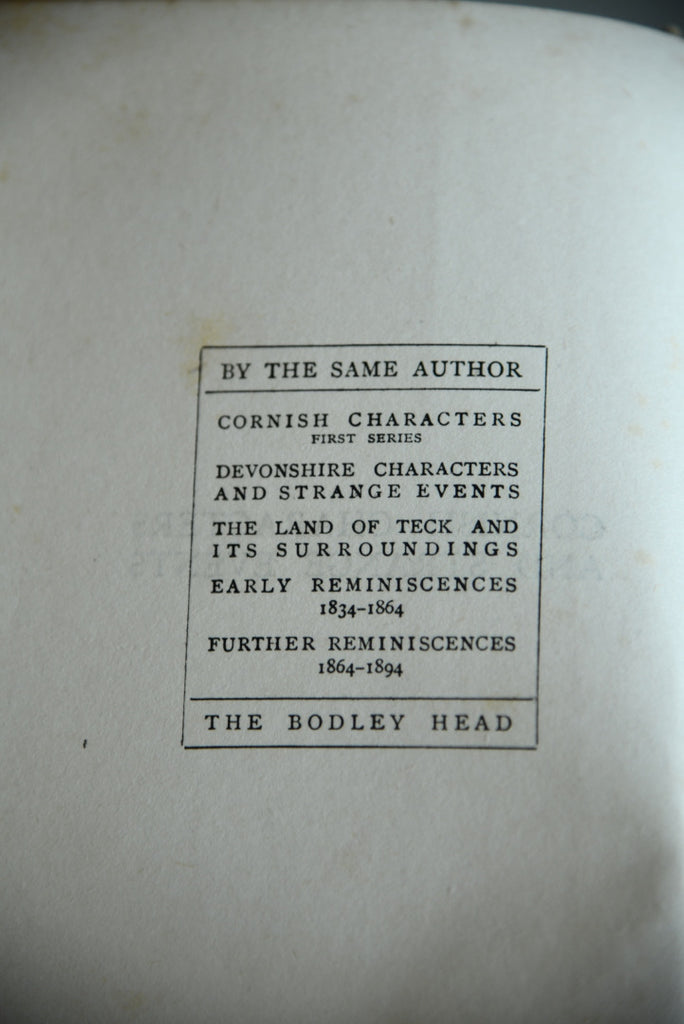 BY THE SAME AUTHOR
CORNISH CHARACTERS
FIRST SERIES
DEVONSHIRE CHARACTERS
AND STRANGE EVENTS
THE LAND OF TECK AND
ITS SURROUNDINGS
EARLY REMINISCENCES
1834-1864
FURTHER REMINISCENCES
1864-1894
THE BODLEY HEAD